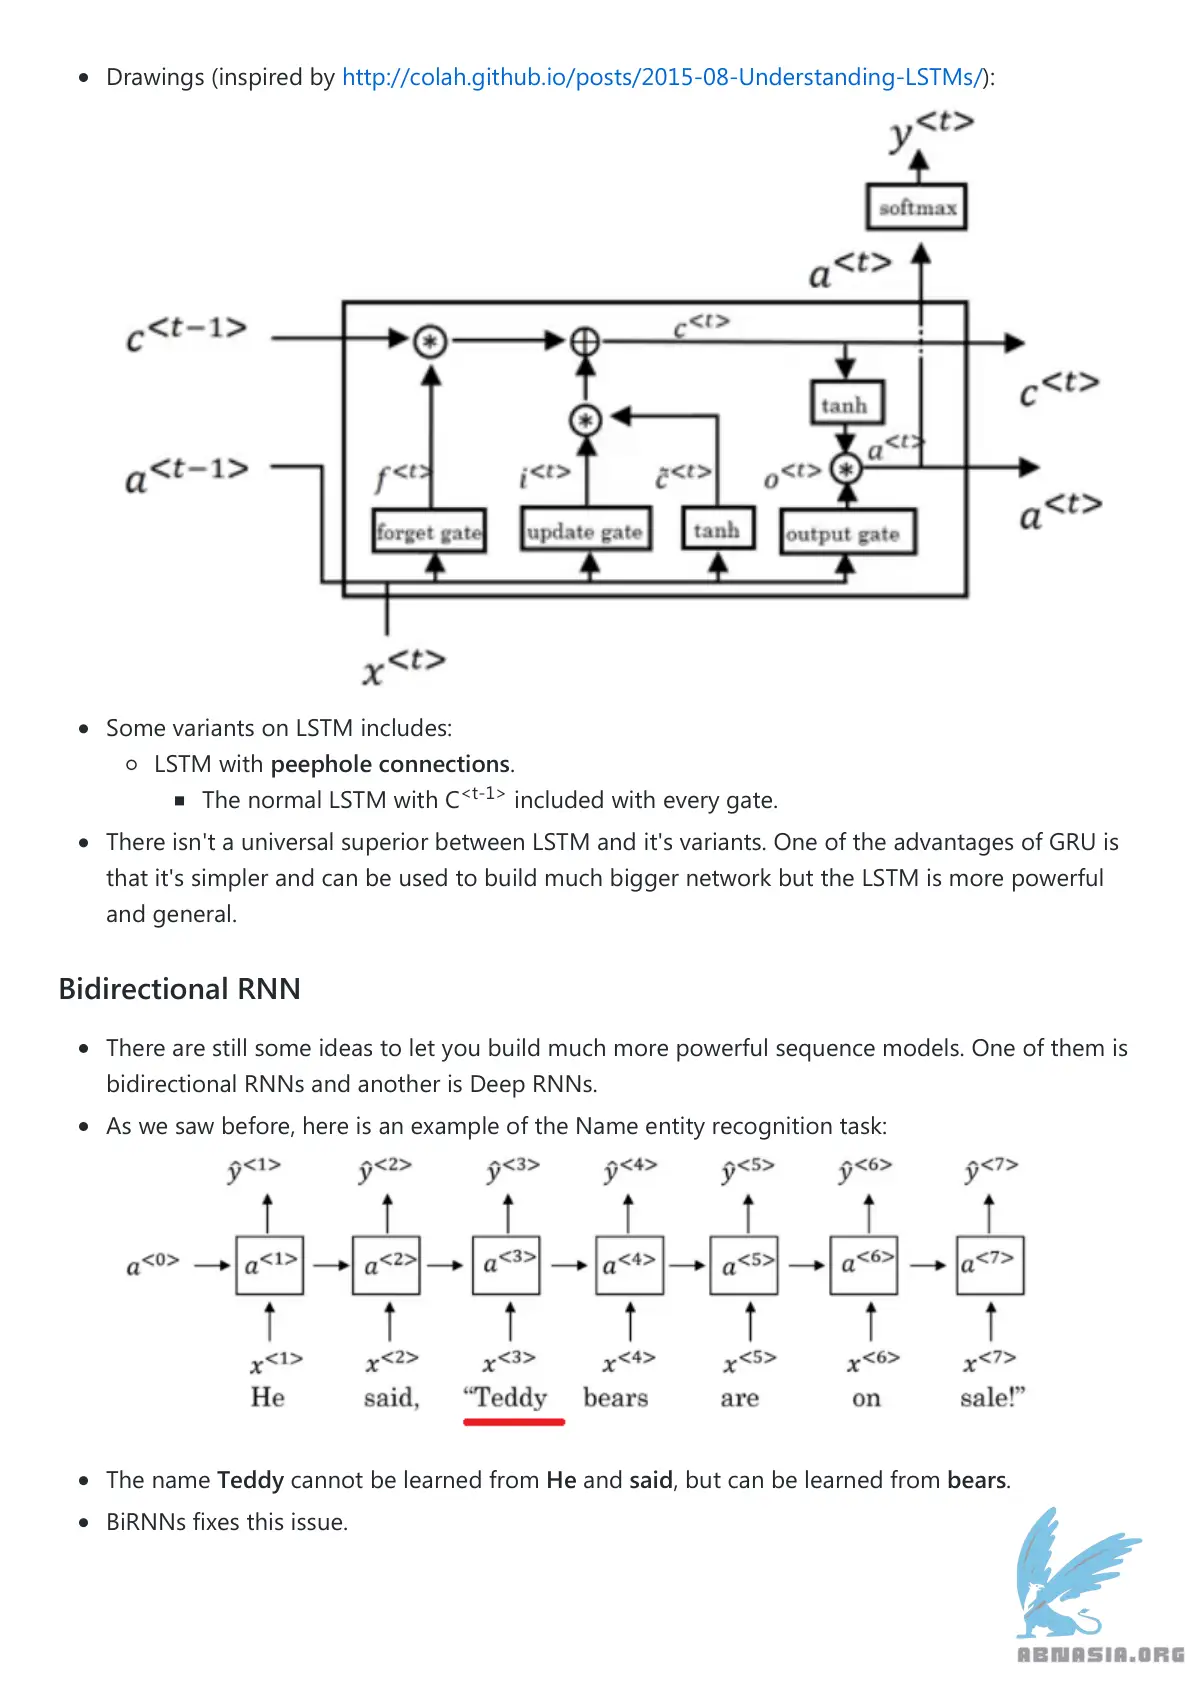 Drawings (inspired by http://colah.github.io/posts/2015-08-Understanding-LSTMs/):
y<t>
softmax
a<t>
c<t−1>
c<t>
c<t>
tanh
a<t−1>
f<t>
i<t>
c̃<t>
o<t>
a<t>
a<t>
forget gate
update gate
tanh
output gate
x<t>
Some variants on LSTM includes:
LSTM with peephole connections.
The normal LSTM with C<t-1> included with every gate.
There isn't a universal superior between LSTM and it's variants. One of the advantages of GRU is
that it's simpler and can be used to build much bigger network but the LSTM is more powerful
and general.
Bidirectional RNN
There are still some ideas to let you build much more powerful sequence models. One of them is
bidirectional RNNs and another is Deep RNNs.
As we saw before, here is an example of the Name entity recognition task:
ŷ<1> ŷ<2> ŷ<3> ŷ<4> ŷ<5> ŷ<6> ŷ<7>
a<0> a<1> a<2> a<3> a<4> a<5> a<6> a<7>
x<1> x<2> x<3> x<4> x<5> x<6> x<7>
He said, “Teddy bears are on sale!”
The name Teddy cannot be learned from He and said, but can be learned from bears.
BiRNNs fixes this issue.
ABNASIA.ORG